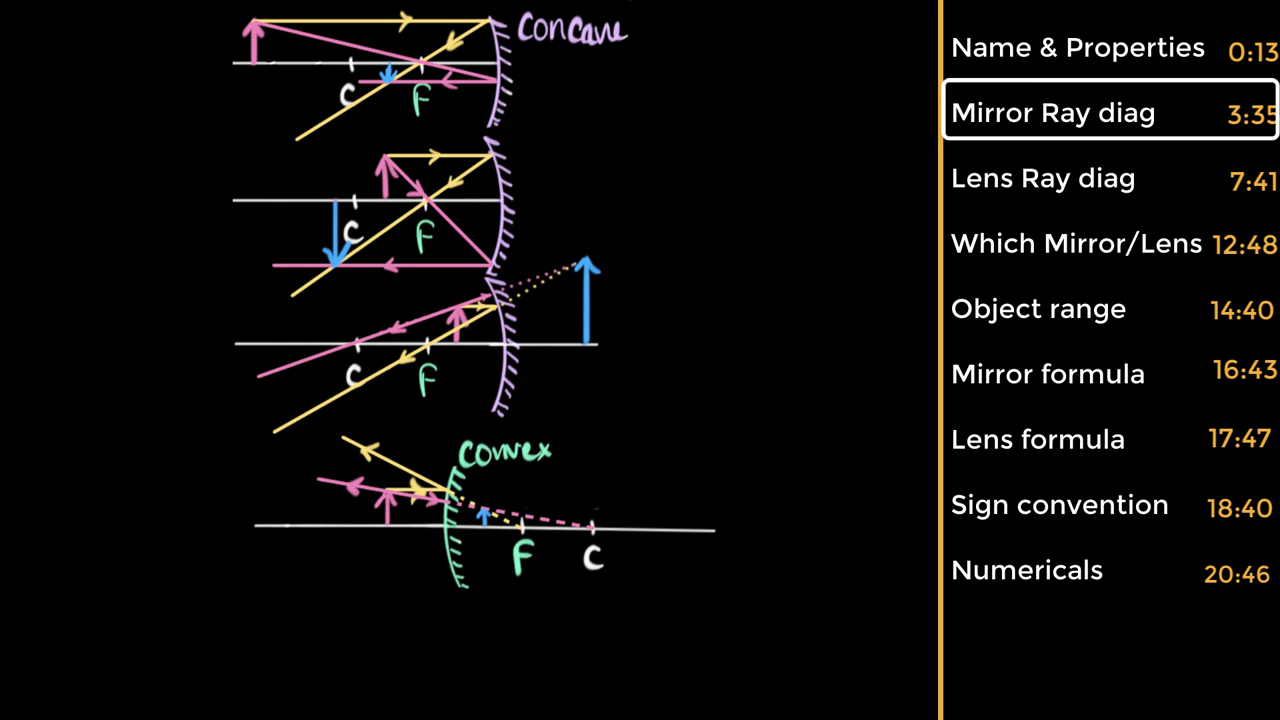 Concave
C
F
C
F
C
F
Convex
F
C
Name & Properties 0:13
Mirror Ray diag 3:35
Lens Ray diag 7:41
Which Mirror/Lens 12:48
Object range 14:40
Mirror formula 16:43
Lens formula 17:47
Sign convention 18:40
Numericals 20:46